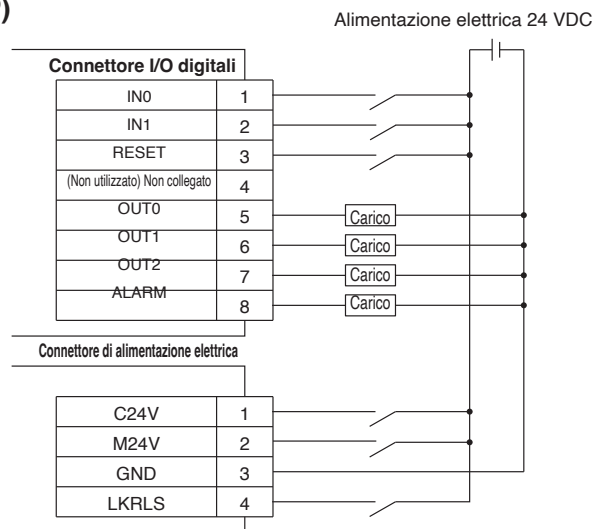 )
Alimentazione elettrica 24 VDC
Connettore I/O digitali
IN0 1
IN1 2
RESET 3
(Non utilizzato) Non collegato 4
OUT0 5 Carico
OUT1 6 Carico
OUT2 7 Carico
ALARM 8 Carico
Connettore di alimentazione elettrica
C24V 1
M24V 2
GND 3
LKRLS 4